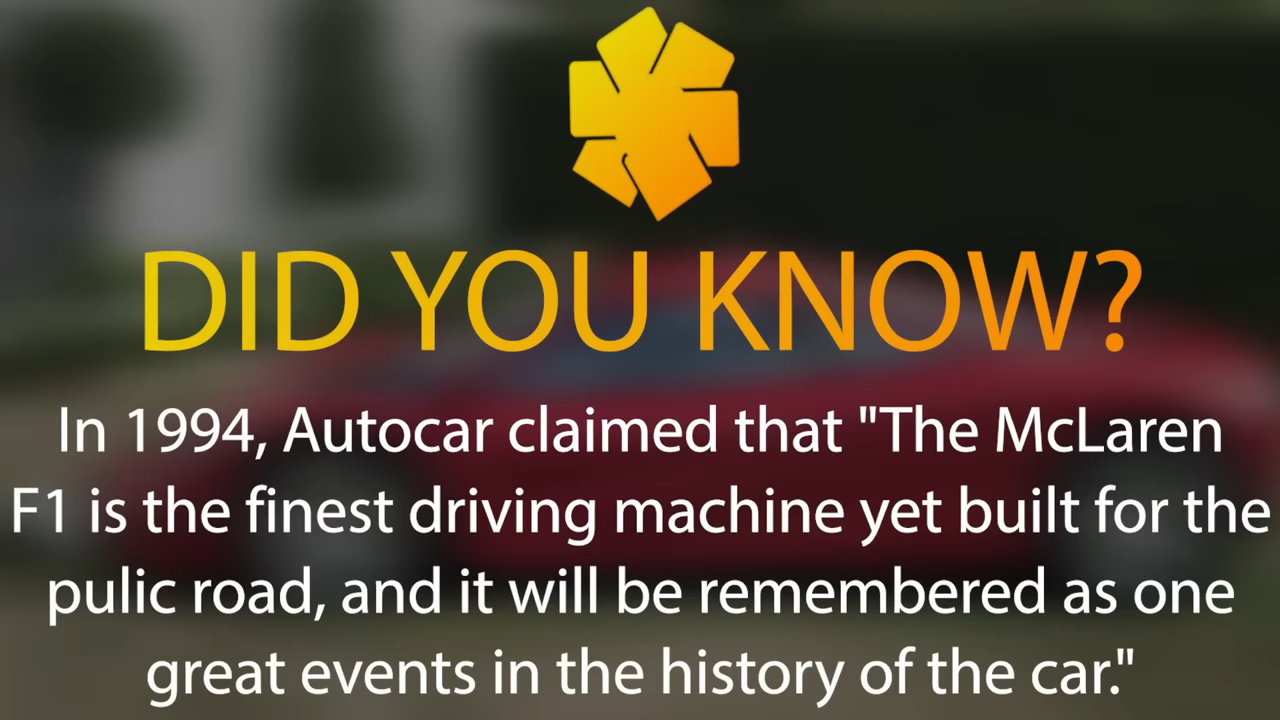 DID YOU KNOW?
In 1994, Autocar claimed that "The McLaren
F1 is the finest driving machine yet built for the
pulic road, and it will be remembered as one
great events in the history of the car."